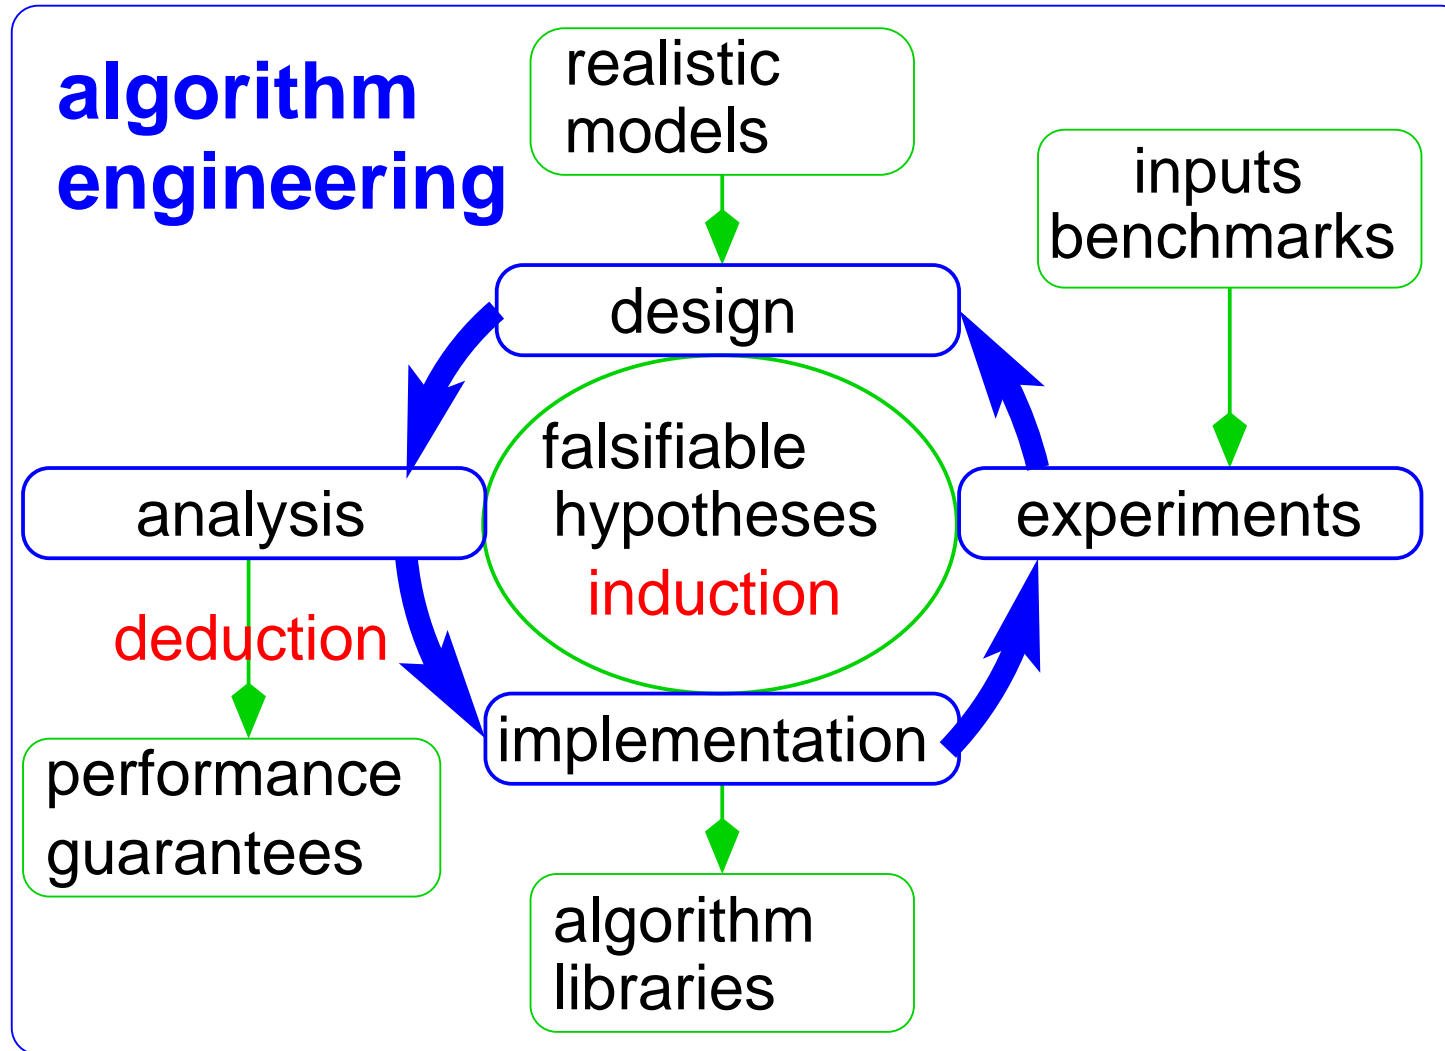 algorithm
engineering
realistic
models
inputs
benchmarks
design
falsifiable
hypotheses
induction
analysis
experiments
deduction
implementation
performance
guarantees
algorithm
libraries